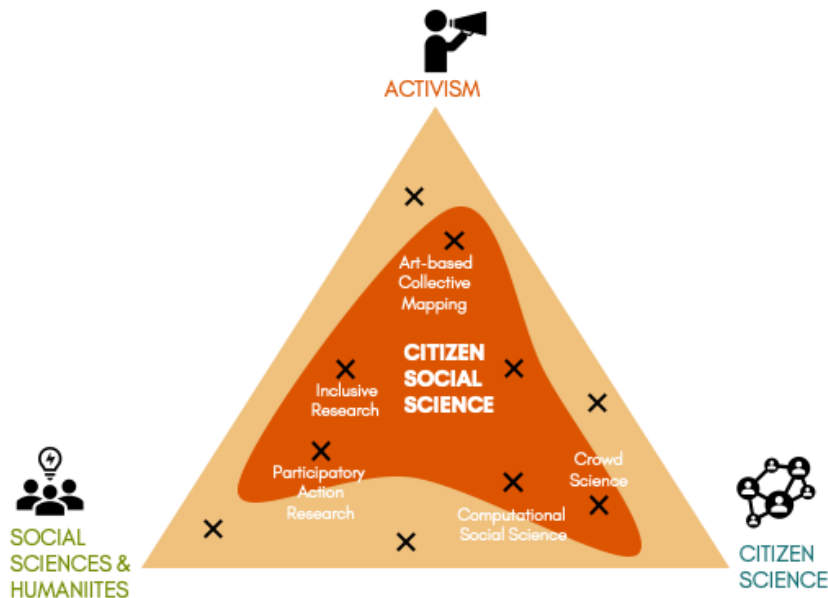 ACTIVISM
Art-based
Collective
Mapping
CITIZEN
SOCIAL
SCIENCE
Inclusive
Research
Participatory
Action
Research
Crowd
Science
Computational
Social Science
SOCIAL
SCIENCES &
HUMANIITES
CITIZEN
SCIENCE